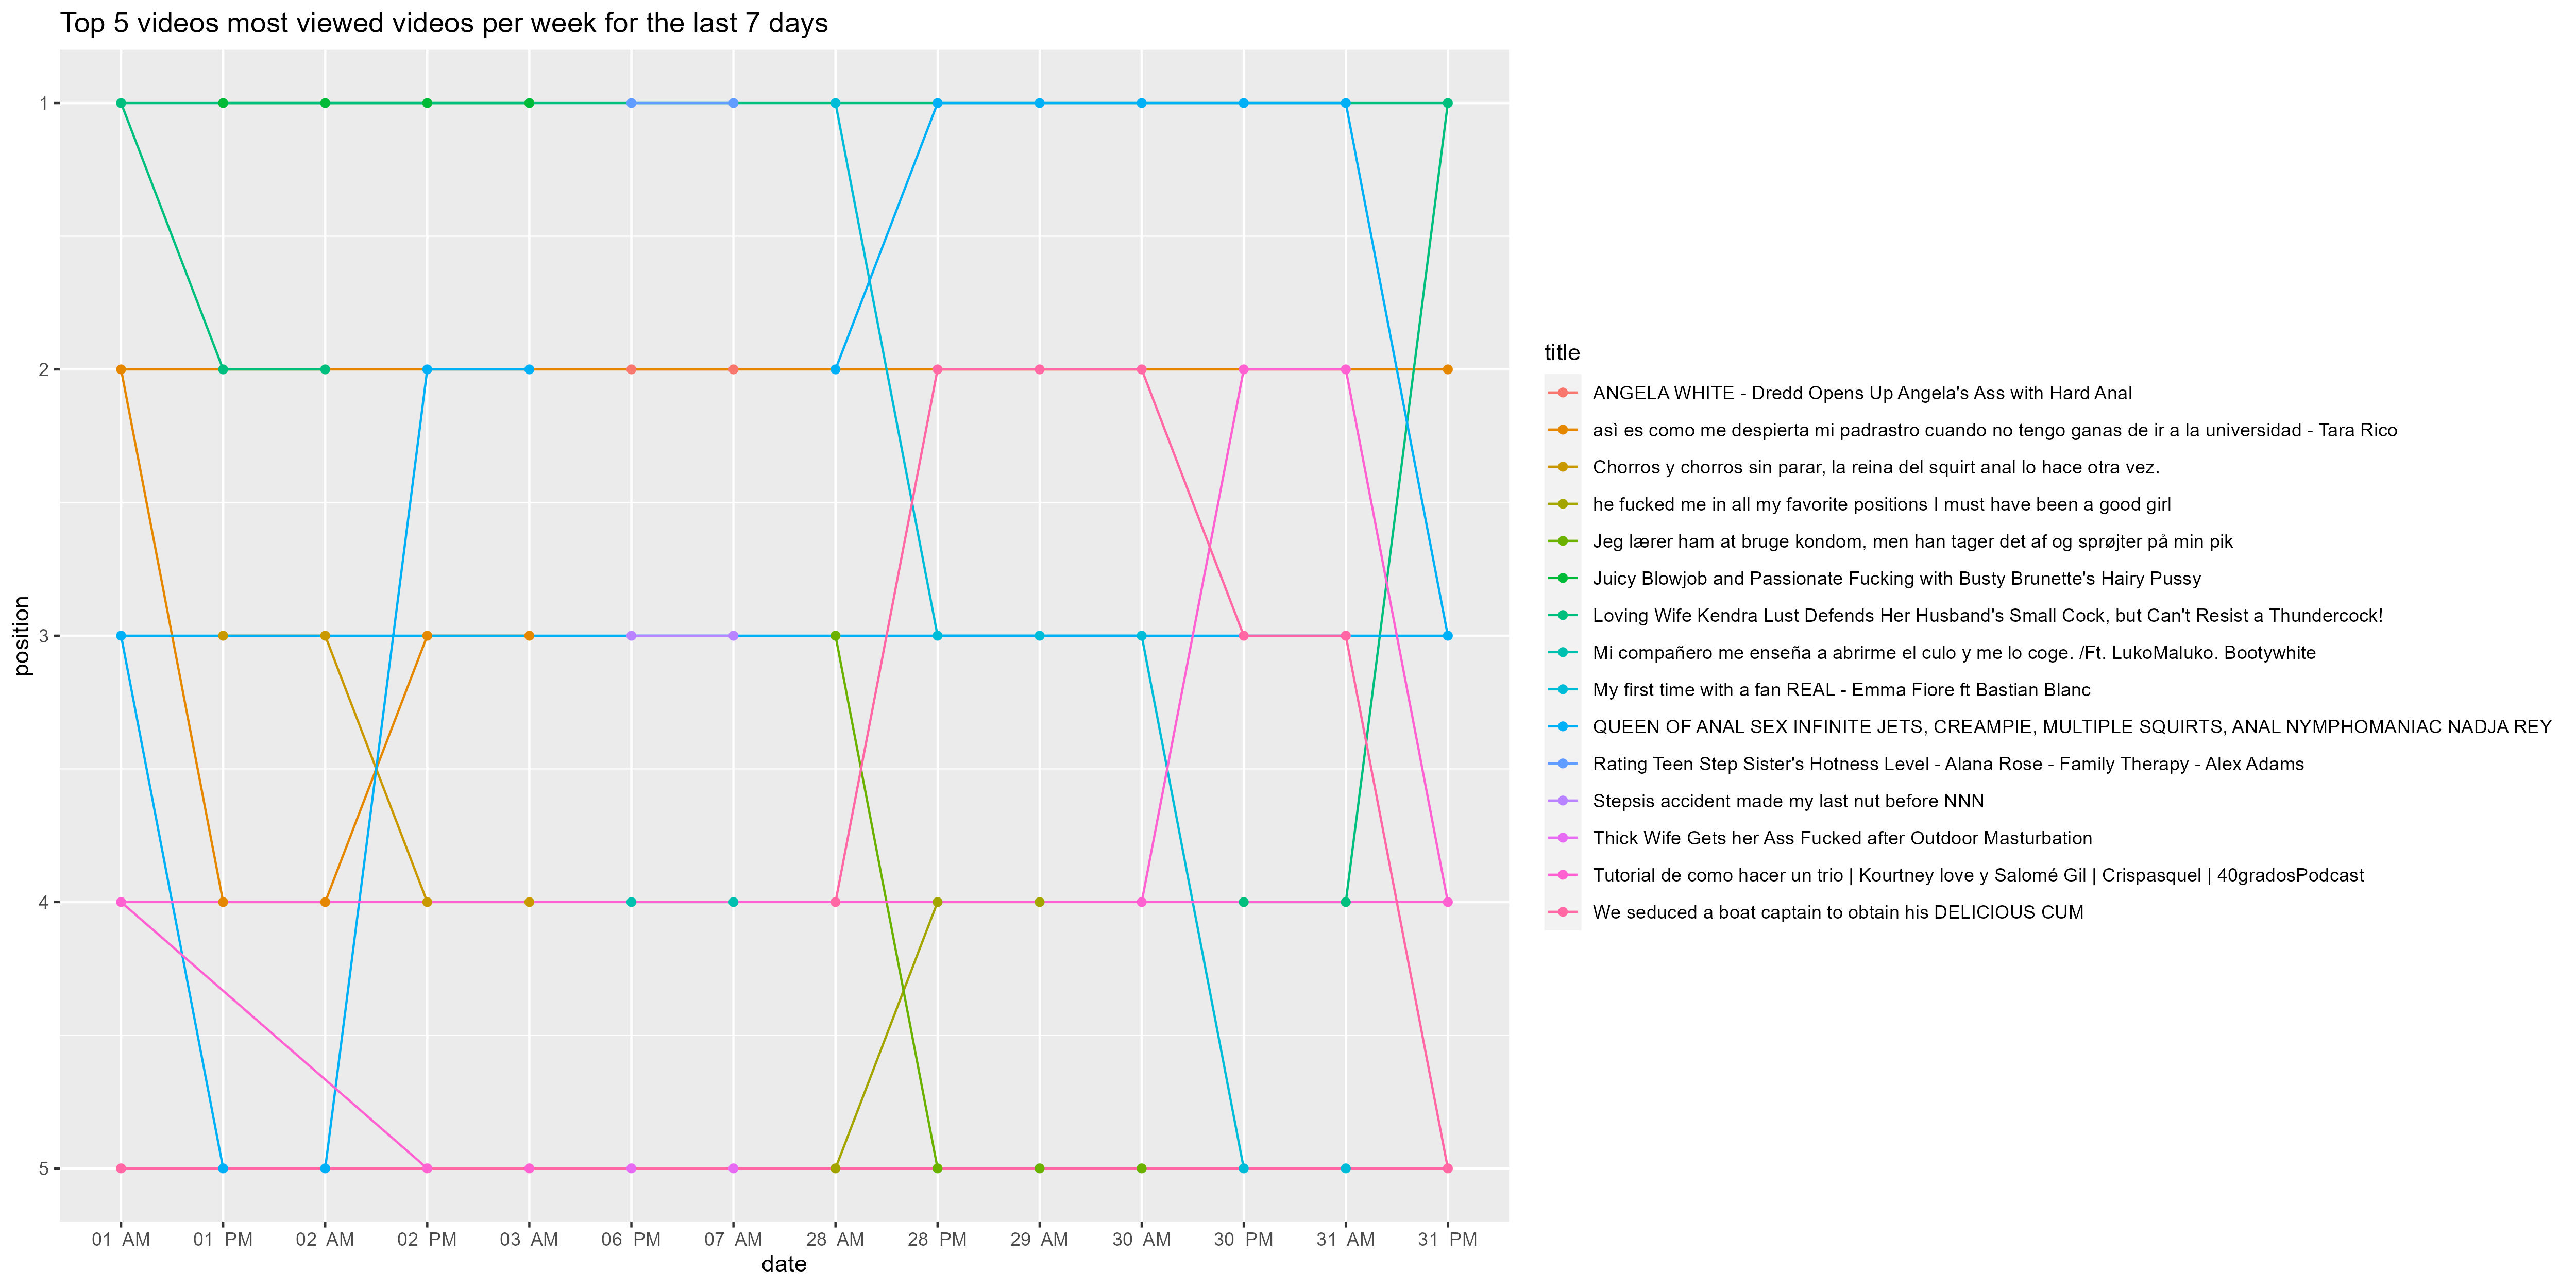 Top 5 videos most viewed videos per week for the last 7 days
position
1
2
3
4
5
01 AM
01 PM
02 AM
02 PM
03 AM
06 PM
07 AM
28 AM
28 PM
29 AM
30 AM
30 PM
31 AM
31 PM
date
title
ANGELA WHITE - Dredd Opens Up Angela's Ass with Hard Anal
asì es como me despierta mi padrastro cuando no tengo ganas de ir a la universidad - Tara Rico
Chorros y chorros sin parar, la reina del squirt anal lo hace otra vez.
he fucked me in all my favorite positions I must have been a good girl
Jeg lærer ham at bruge kondom, men han tager det af og sprøjter på min pik
Juicy Blowjob and Passionate Fucking with Busty Brunette's Hairy Pussy
Loving Wife Kendra Lust Defends Her Husband's Small Cock, but Can't Resist a Thundercock!
Mi compañero me enseña a abrirme el culo y me lo coge. /Ft. LukoMaluko. Bootywhite
My first time with a fan REAL - Emma Fiore ft Bastian Blanc
QUEEN OF ANAL SEX INFINITE JETS, CREAMPIE, MULTIPLE SQUIRTS, ANAL NYMPHOMANIAC NADJA REY
Rating Teen Step Sister's Hotness Level - Alana Rose - Family Therapy - Alex Adams
Stepsis accident made my last nut before NNN
Thick Wife Gets her Ass Fucked after Outdoor Masturbation
Tutorial de como hacer un trio | Kourtney love y Salomé Gil | Crispasquel | 40gradosPodcast
We seduced a boat captain to obtain his DELICIOUS CUM